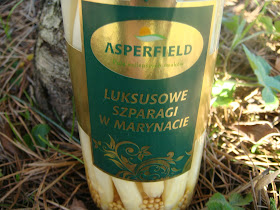 ASPERFIELD
LUKSUSOWE
SZPARAGI
W MARYNACIE